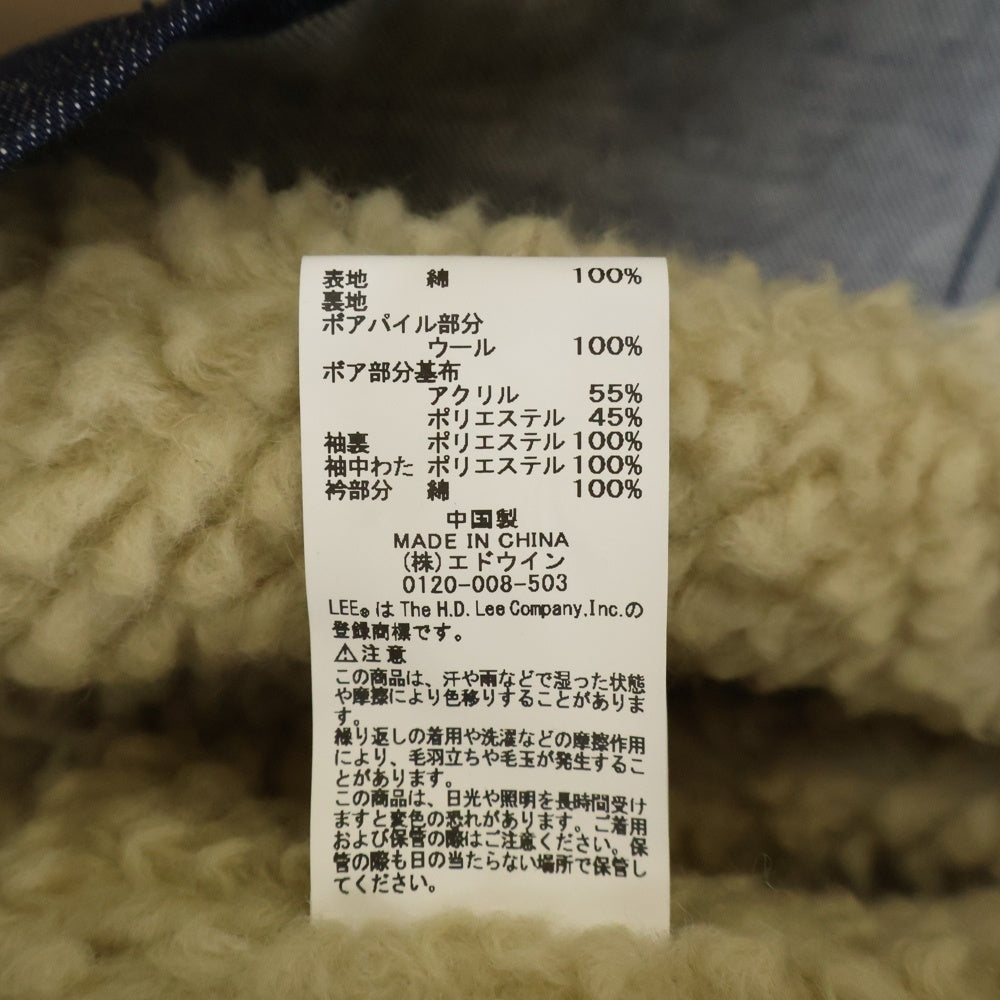 表地 綿 100%
裏地
ボアパイル部分
ウール 100%
ボア部分基布
アクリル 55%
ポリエステル 45%
袖裏 ポリエステル 100%
袖中わた ポリエステル 100%
衿部分 綿 100%
中国製
MADE IN CHINA
(株)エドウイン
0120-008-503
LEE®は The H.D. Lee Company,Inc.の
登録商標です。
⚠注意
この商品は、汗や雨などで湿った状態
や摩擦により色移りすることがありま
す。
繰り返しの着用や洗濯などの摩擦作用
により、毛羽立ちや毛玉が発生するこ
とがあります。
この商品は、日光や照明を長時間受け
ますと変色の恐れがあります。ご着用
および保管の際はご注意ください。保
管の際も日の当たらない場所で保管し
てください。